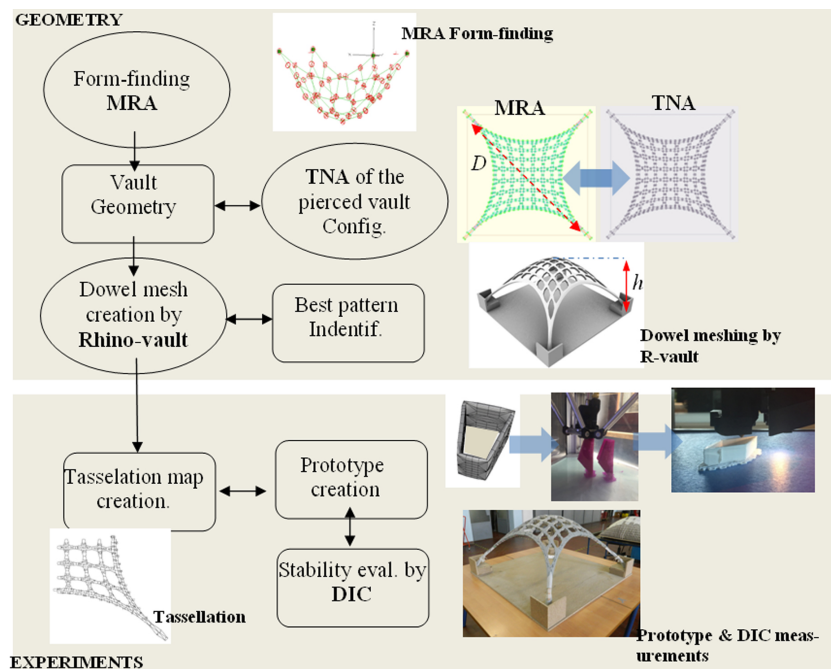 GEOMETRY
MRA Form-finding
Form-finding
MRA
MRA
TNA
D
Vault
Geometry
TNA of the
pierced vault
Config.
h
Dowel mesh
creation by
Rhino-vault
Best pattern
Indentif.
Dowel meshing by
R-vault
Tasselation map
creation.
Prototype
creation
Stability eval. by
DIC
Tassellation
Prototype & DIC meas-
urements
EXPERIMENTS